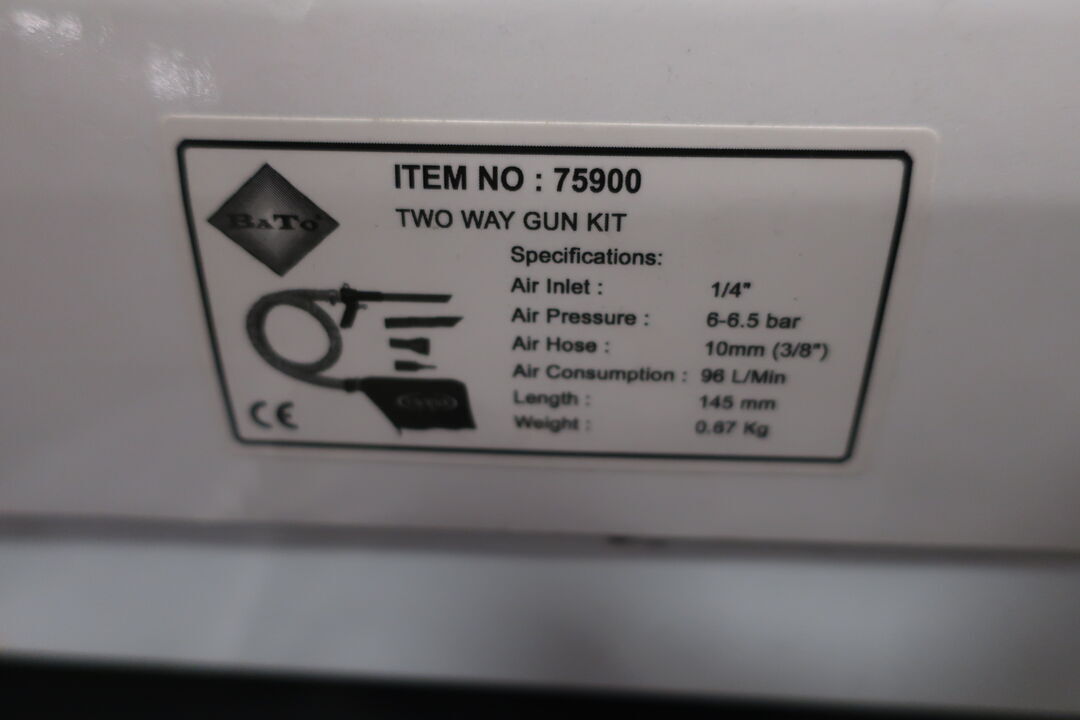 BATO®
ITEM NO : 75900
TWO WAY GUN KIT
Specifications:
Air Inlet : 1/4"
Air Pressure : 6-6.5 bar
Air Hose : 10mm (3/8")
Air Consumption : 96 L/Min
Length : 145 mm
Weight : 0.67 Kg
CE